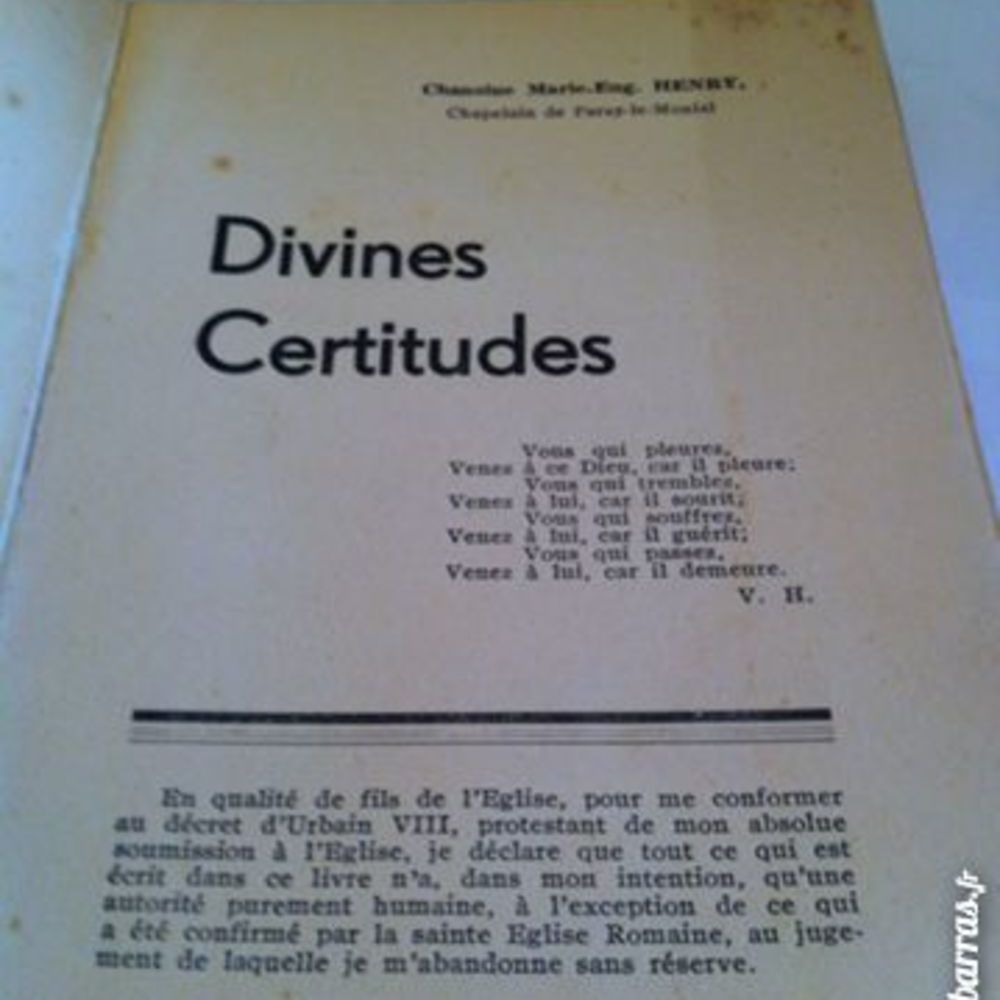 Chanoine Marie-Eug. HENRY,
Chapelain de Paray-le-Monial
Divines
Certitudes
Vous qui pleurez,
Venez à ce Dieu, car il pleure;
Vous qui tremblez,
Venez à lui, car il sourit;
Vous qui souffrez,
Venez à lui, car il guérit;
Vous qui passez,
Venez à lui, car il demeure.
V. H.
En qualité de fils de l'Eglise, pour me conformer
au décret d'Urbain VIII, protestant de mon absolue
soumission à l'Eglise, je déclare que tout ce qui est
écrit dans ce livre n'a, dans mon intention, qu'une
autorité purement humaine, à l'exception de ce qui
a été confirmé par la sainte Eglise Romaine, au juge-
ment de laquelle je m'abandonne sans réserve.
barras.fr